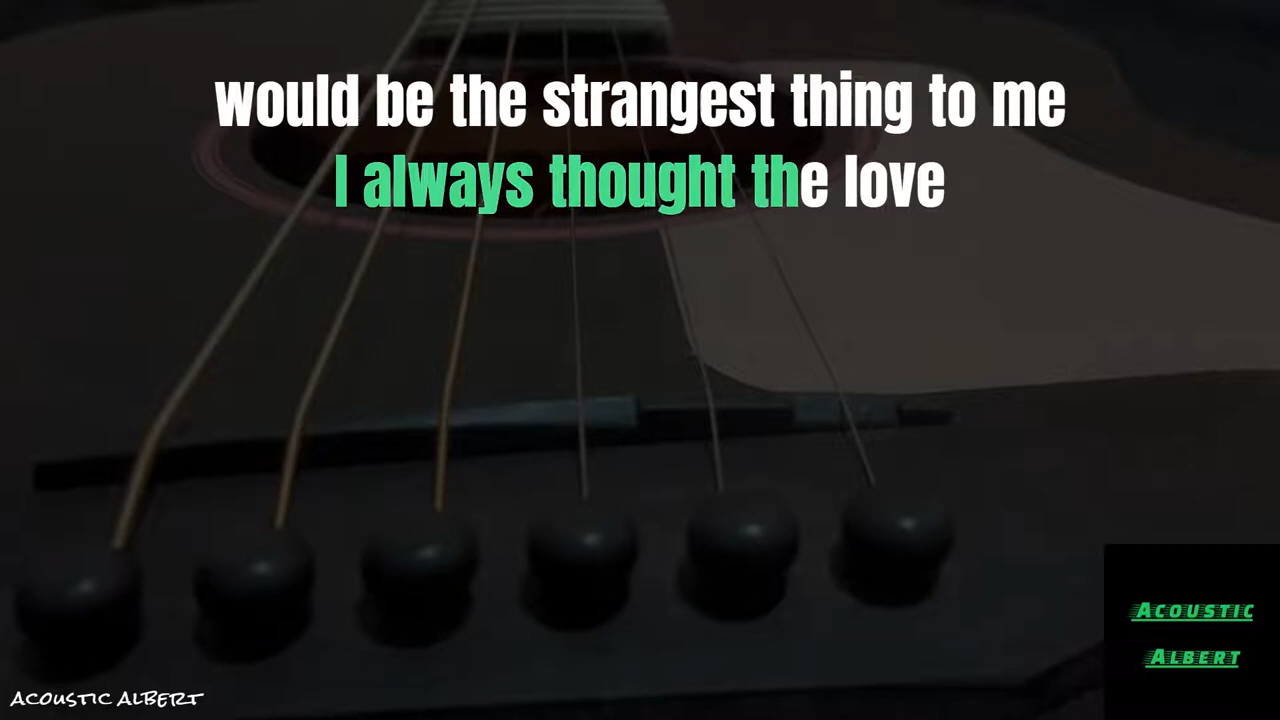 would be the strangest thing to me
I always thought the love
ACOUSTIC
ALBERT
ACOUSTIC ALBERT